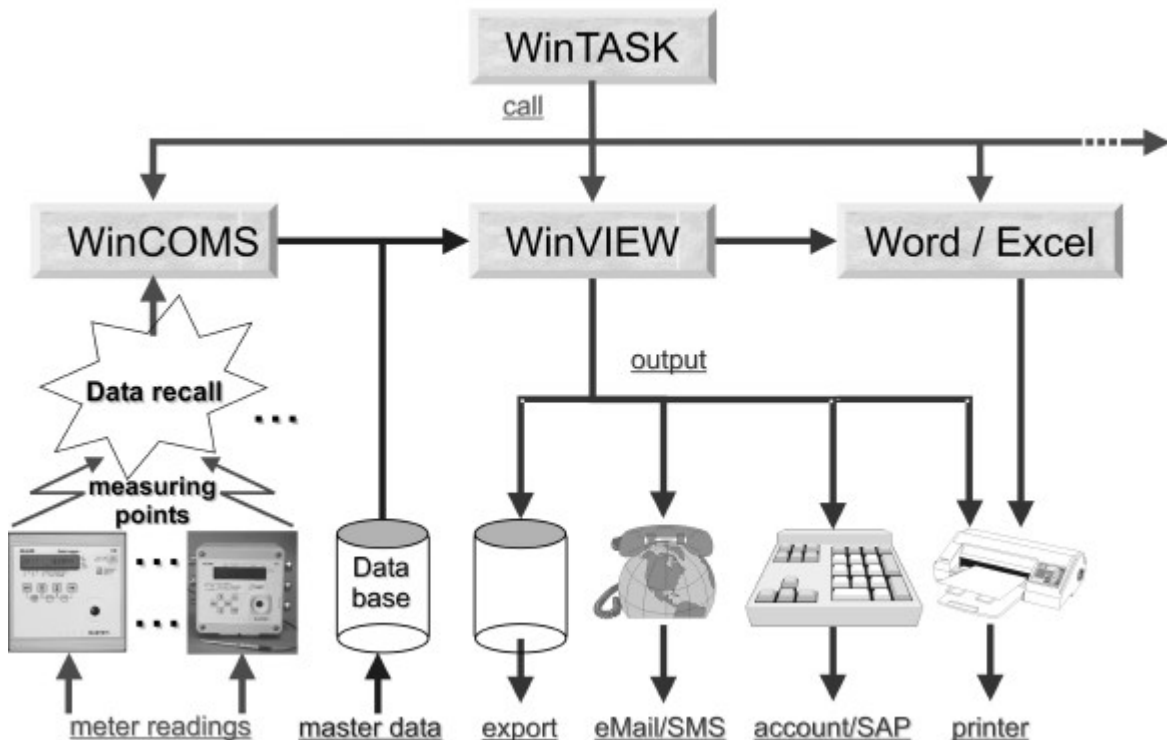 WinTASK
call
WinCOMS
WinVIEW
Word / Excel
Data recall
output
measuring
points
Data
base
meter readings
master data
export
eMail/SMS
account/SAP
printer